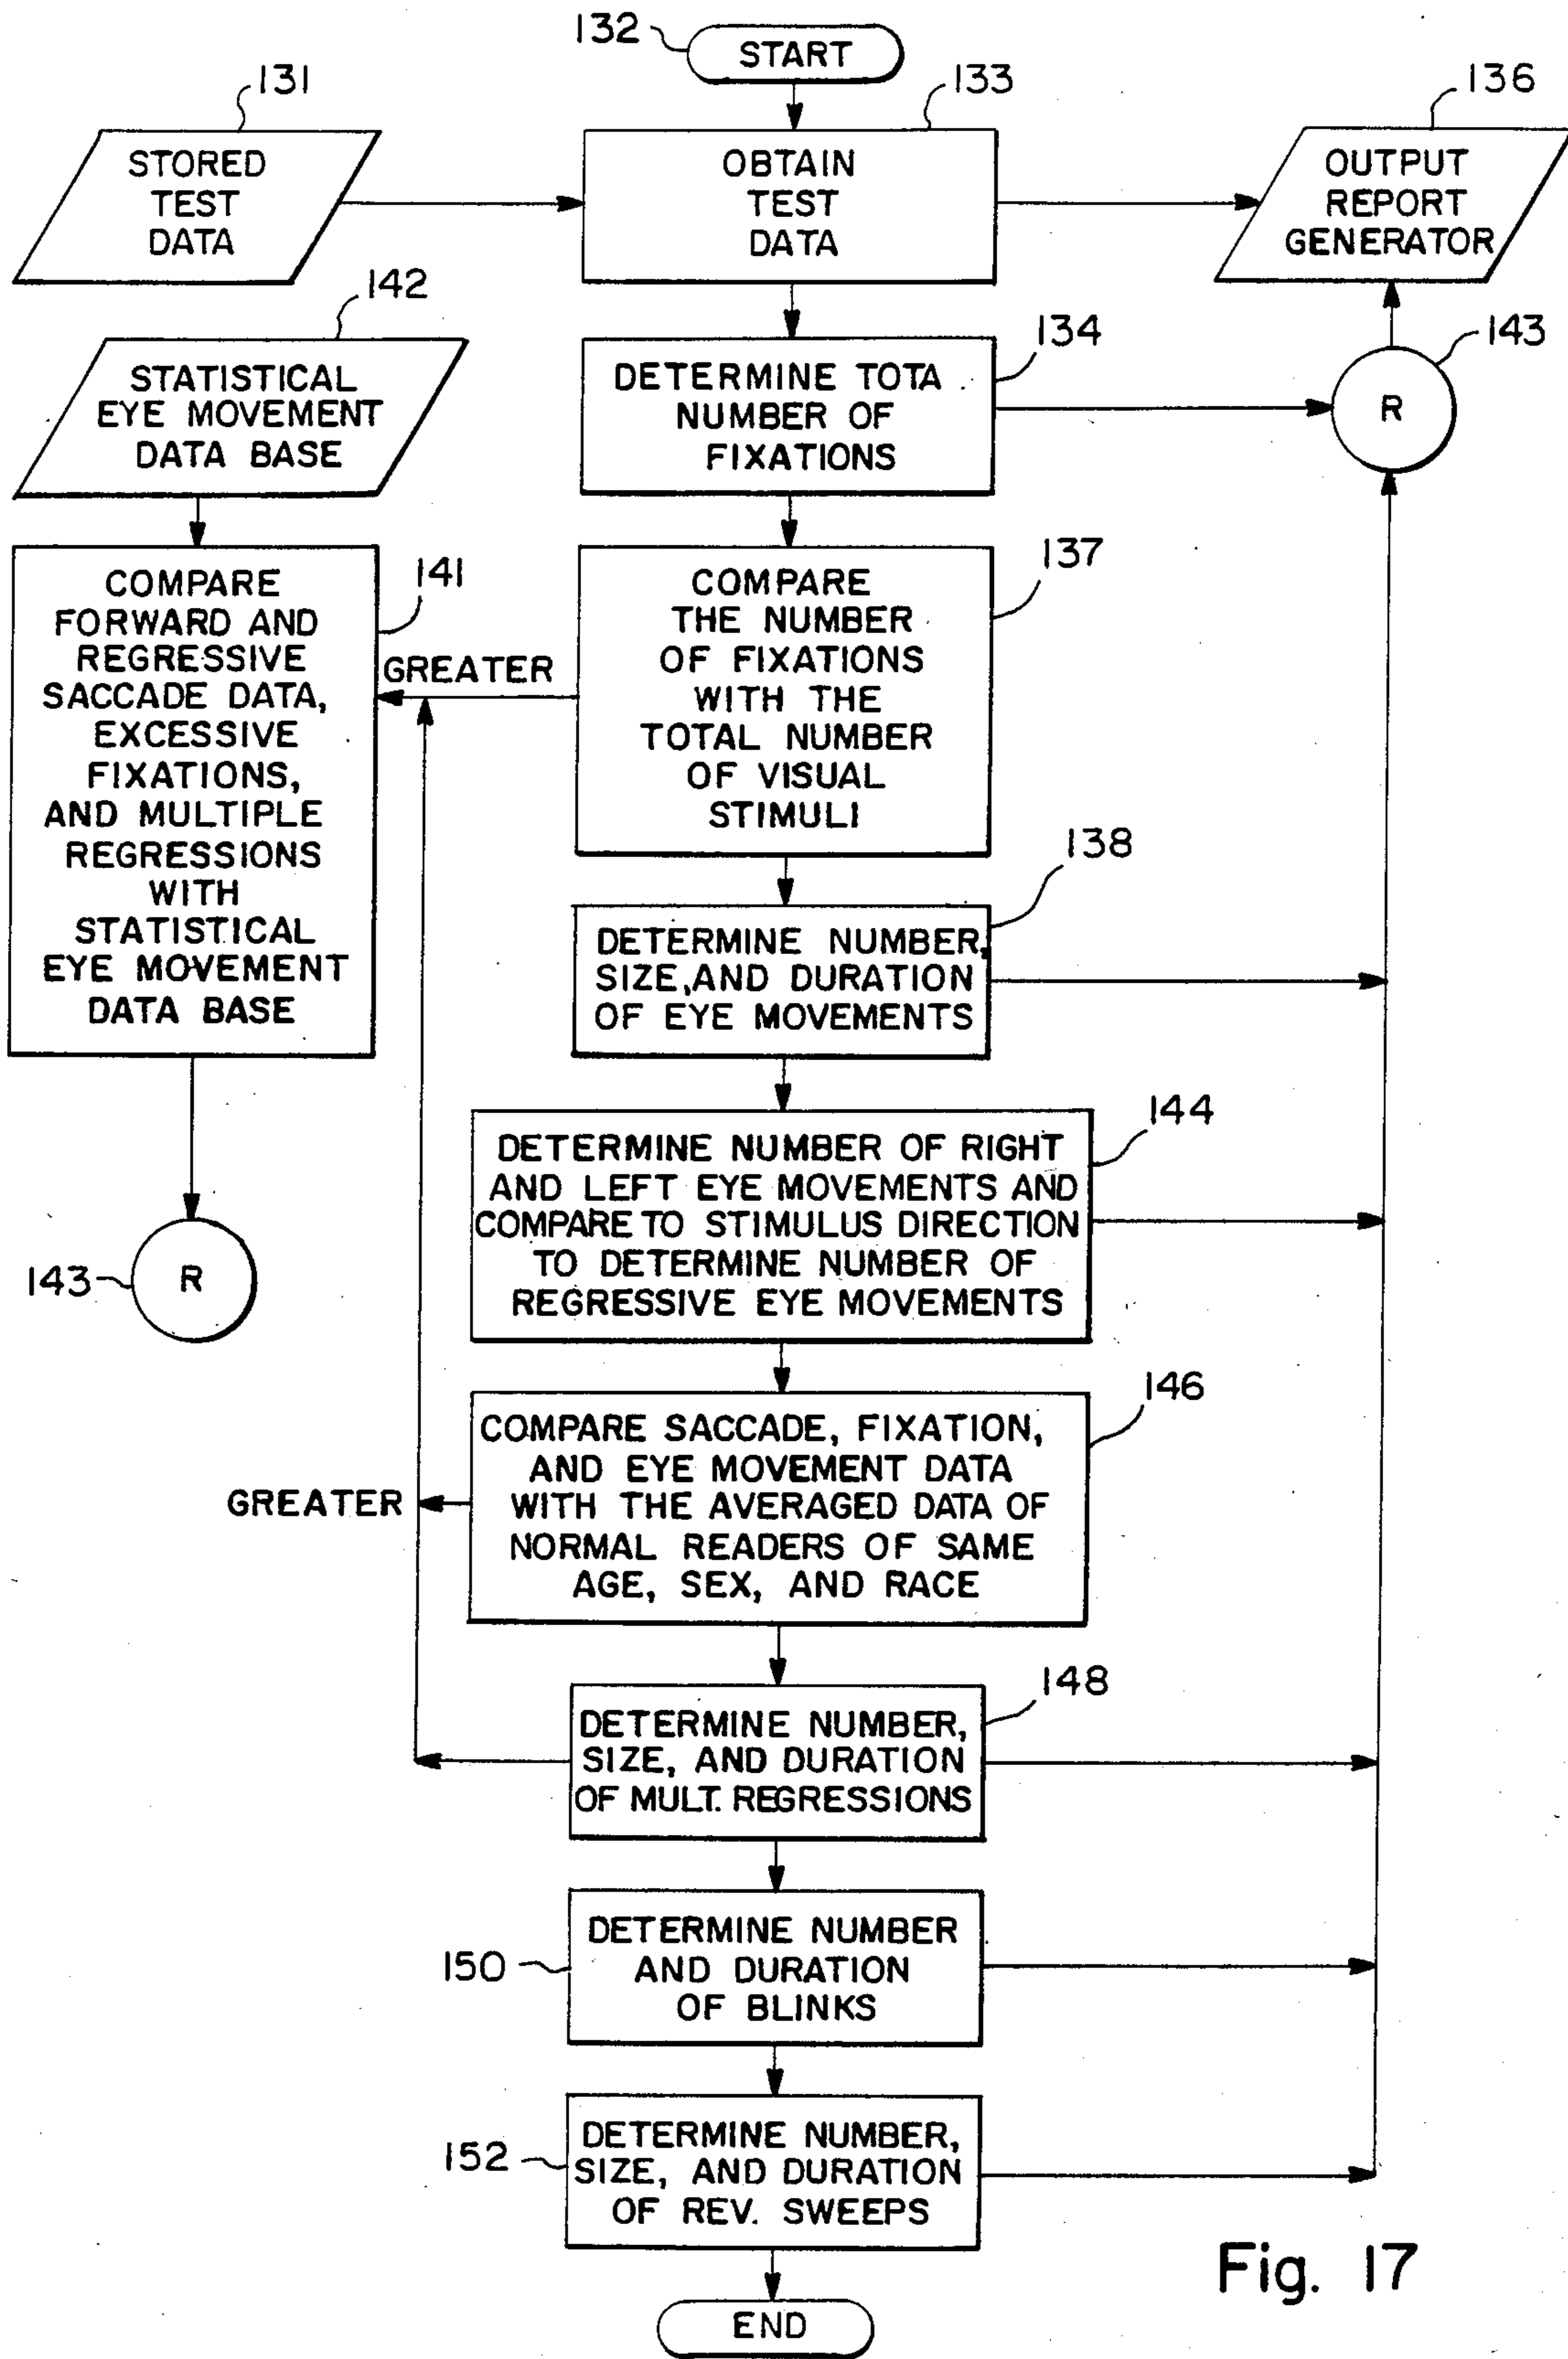 132
START
131
133
136
STORED
TEST
DATA
OBTAIN
TEST
DATA
OUTPUT
REPORT
GENERATOR
142
134
143
STATISTICAL
EYE MOVEMENT
DATA BASE
DETERMINE TOTA
NUMBER OF
FIXATIONS
R
141
137
COMPARE
FORWARD AND
REGRESSIVE
SACCADE DATA,
EXCESSIVE
FIXATIONS,
AND MULTIPLE
REGRESSIONS
WITH
STATISTICAL
EYE MOVEMENT
DATA BASE
GREATER
COMPARE
THE NUMBER
OF FIXATIONS
WITH THE
TOTAL NUMBER
OF VISUAL
STIMULI
138
DETERMINE NUMBER,
SIZE, AND DURATION
OF EYE MOVEMENTS
144
DETERMINE NUMBER OF RIGHT
AND LEFT EYE MOVEMENTS AND
COMPARE TO STIMULUS DIRECTION
TO DETERMINE NUMBER OF
REGRESSIVE EYE MOVEMENTS
143
R
146
COMPARE SACCADE, FIXATION,
AND EYE MOVEMENT DATA
WITH THE AVERAGED DATA OF
NORMAL READERS OF SAME
AGE, SEX, AND RACE
GREATER
148
DETERMINE NUMBER,
SIZE, AND DURATION
OF MULT. REGRESSIONS
150
DETERMINE NUMBER
AND DURATION
OF BLINKS
152
DETERMINE NUMBER,
SIZE, AND DURATION
OF REV. SWEEPS
END
Fig. 17